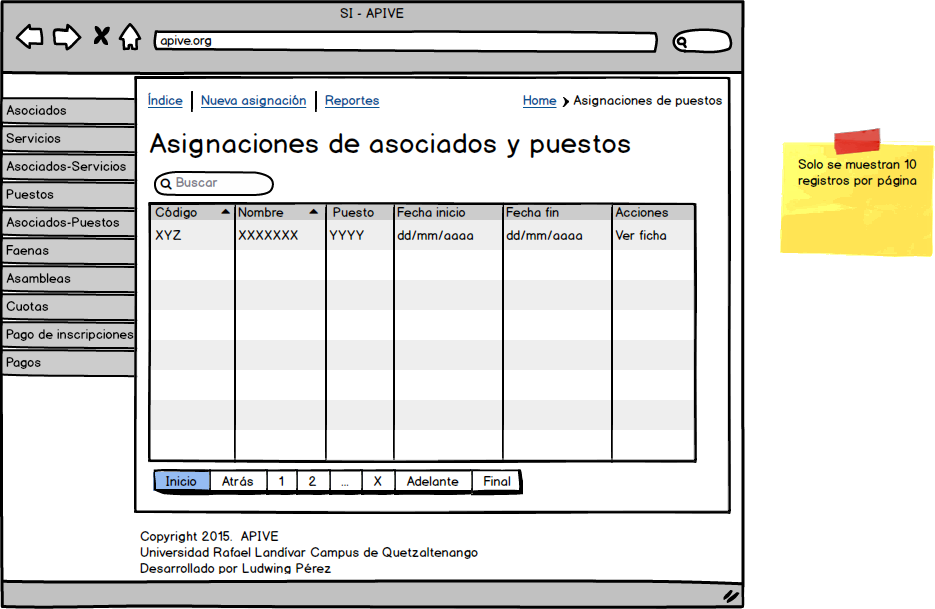 SI - APIVE
apive.org
Índice
Nueva asignación
Reportes
Home
Asignaciones de puestos
Asociados
Servicios
Asociados-Servicios
Puestos
Asociados-Puestos
Faenas
Asambleas
Cuotas
Pago de inscripciones
Pagos
Asignaciones de asociados y puestos
Buscar
Código Nombre Puesto Fecha inicio Fecha fin Acciones
XYZ XXXXXXX YYYY dd/mm/aaaa dd/mm/aaaa Ver ficha
Inicio Atrás 1 2 ... X Adelante Final
Copyright 2015. APIVE
Universidad Rafael Landívar Campus de Quetzaltenango
Desarrollado por Ludwing Pérez
Solo se muestran 10
registros por página